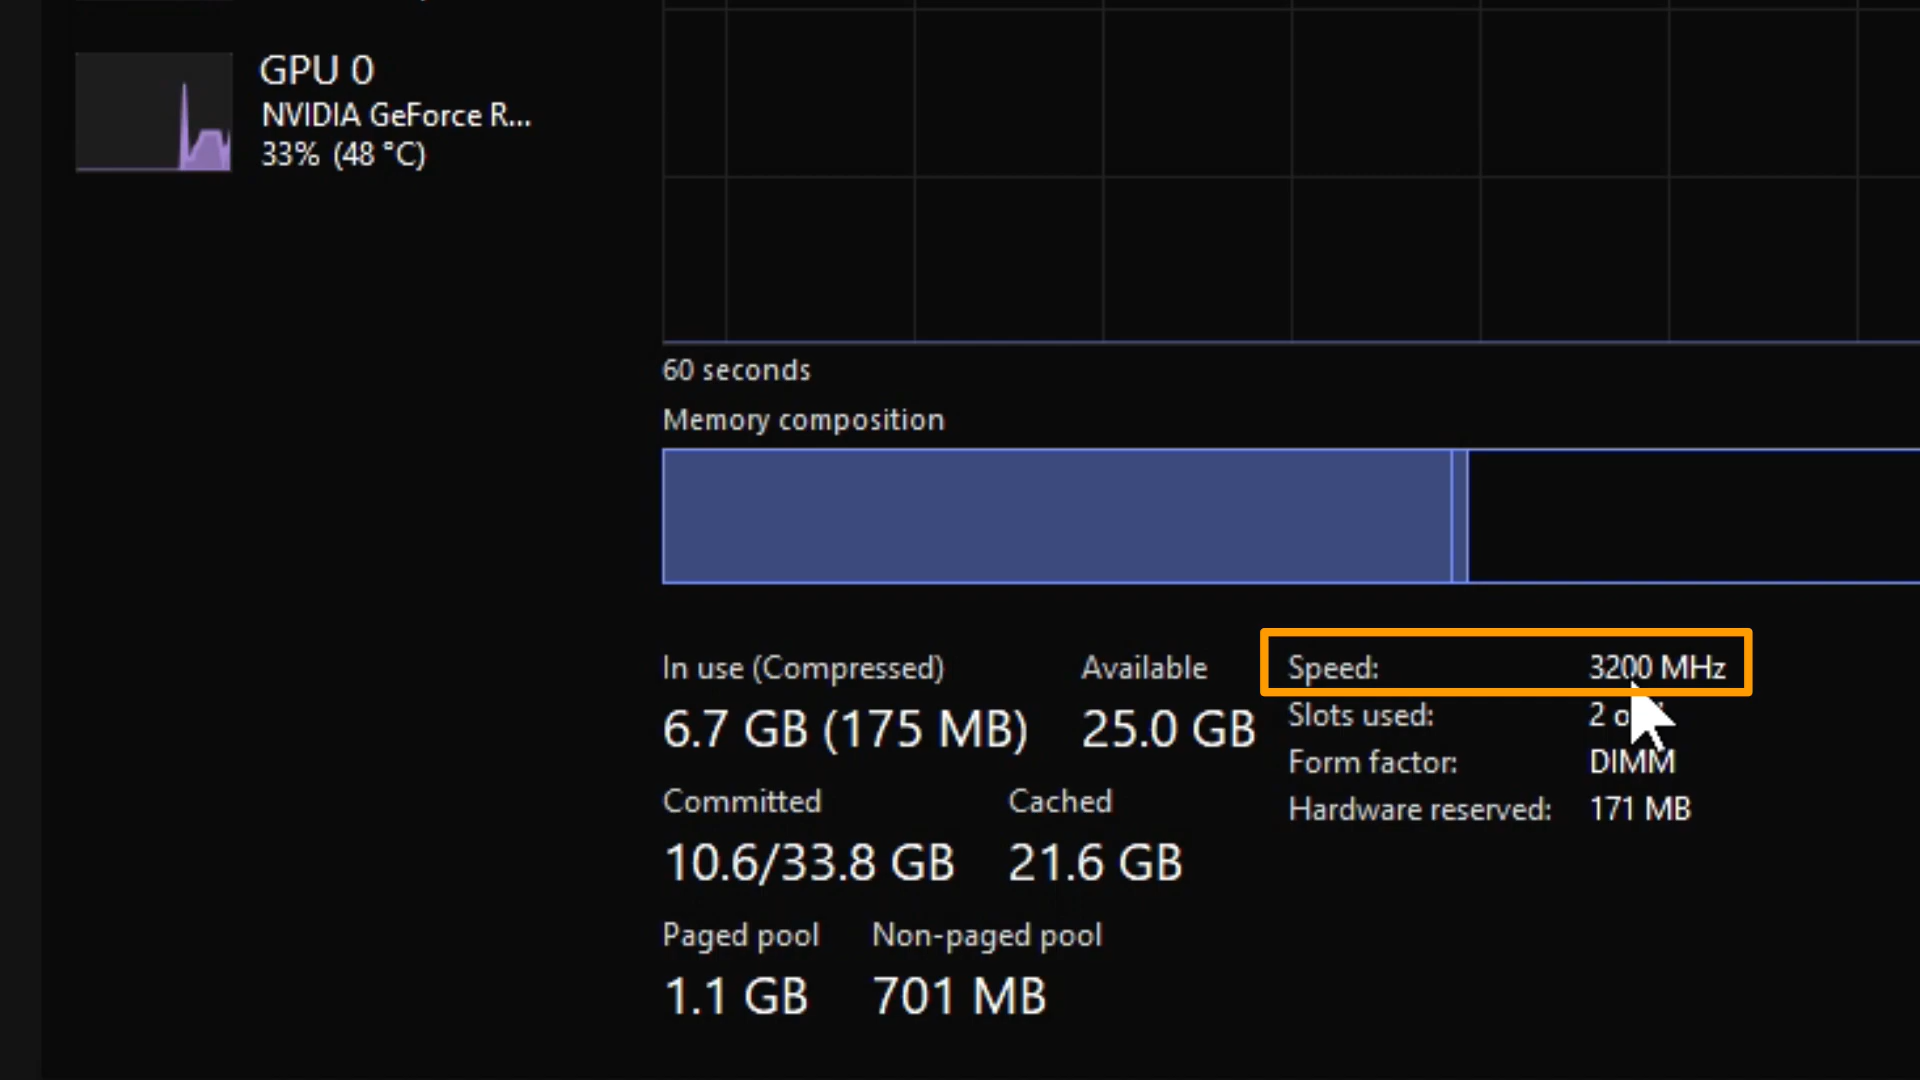 GPU 0
NVIDIA GeForce R...
33% (48 °C)
60 seconds
Memory composition
In use (Compressed)
6.7 GB (175 MB)
Available
25.0 GB
Committed
10.6/33.8 GB
Cached
21.6 GB
Paged pool
1.1 GB
Non-paged pool
701 MB
Speed: 3200 MHz
Slots used: 2
Form factor: DIMM
Hardware reserved: 171 MB